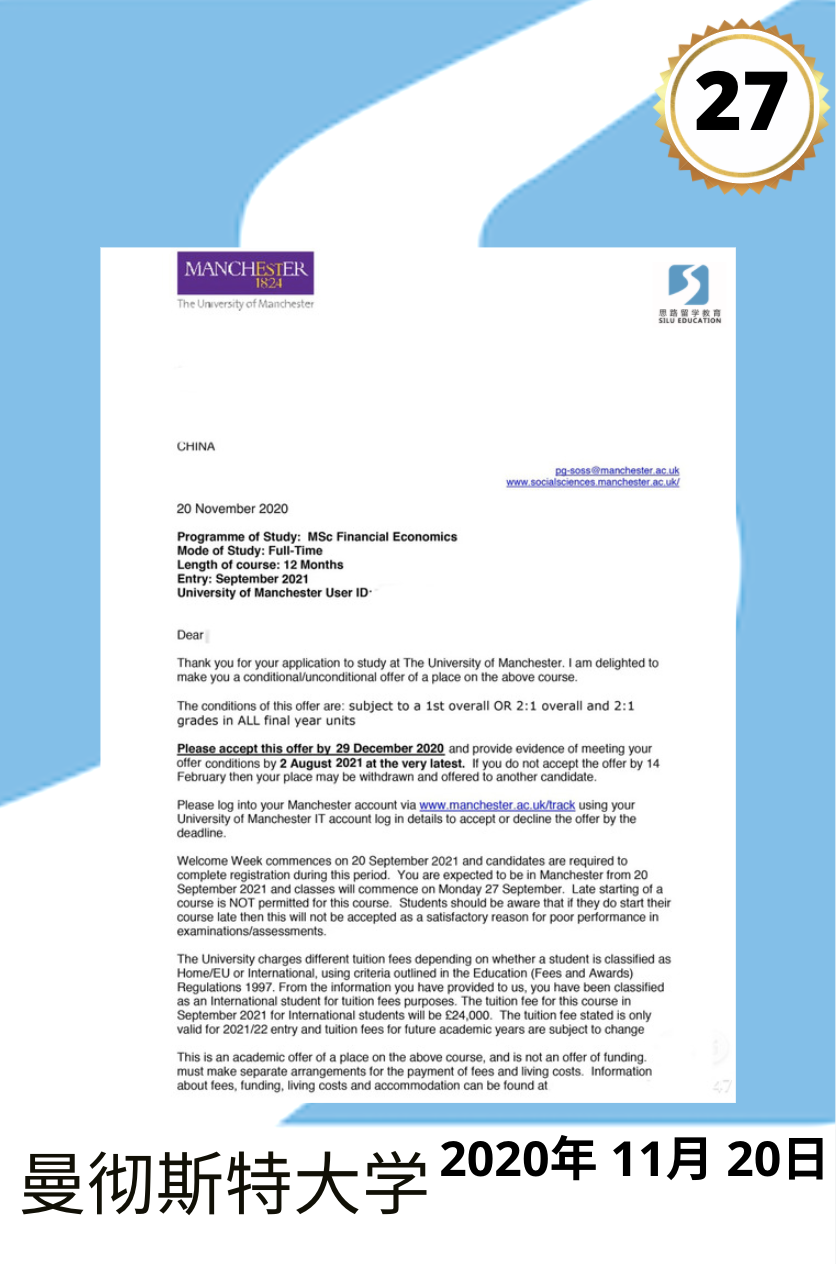 27
MANCHESTER
1824
The University of Manchester
思路留学教育
SILU EDUCATION
CHINA
pg-soss@manchester.ac.uk
www.socialsciences.manchester.ac.uk/
20 November 2020
Programme of Study: MSc Financial Economics
Mode of Study: Full-Time
Length of course: 12 Months
Entry: September 2021
University of Manchester User ID
Dear
Thank you for your application to study at The University of Manchester. I am delighted to
make you a conditional/unconditional offer of a place on the above course.
The conditions of this offer are: subject to a 1st overall OR 2:1 overall and 2:1
grades in ALL final year units
Please accept this offer by 29 December 2020 and provide evidence of meeting your
offer conditions by 2 August 2021 at the very latest. If you do not accept the offer by 14
February then your place may be withdrawn and offered to another candidate.
Please log into your Manchester account via www.manchester.ac.uk/track using your
University of Manchester IT account log in details to accept or decline the offer by the
deadline.
Welcome Week commences on 20 September 2021 and candidates are required to
complete registration during this period. You are expected to be in Manchester from 20
September 2021 and classes will commence on Monday 27 September. Late starting of a
course is NOT permitted for this course. Students should be aware that if they do start their
course late then this will not be accepted as a satisfactory reason for poor performance in
examinations/assessments.
The University charges different tuition fees depending on whether a student is classified as
Home/EU or International, using criteria outlined in the Education (Fees and Awards)
Regulations 1997. From the information you have provided to us, you have been classified
as an International student for tuition fees purposes. The tuition fee for this course in
September 2021 for International students will be £24,000. The tuition fee stated is only
valid for 2021/22 entry and tuition fees for future academic years are subject to change
This is an academic offer of a place on the above course, and is not an offer of funding.
must make separate arrangements for the payment of fees and living costs. Information
about fees, funding, living costs and accommodation can be found at
47
曼彻斯特大学
2020年 11月 20日